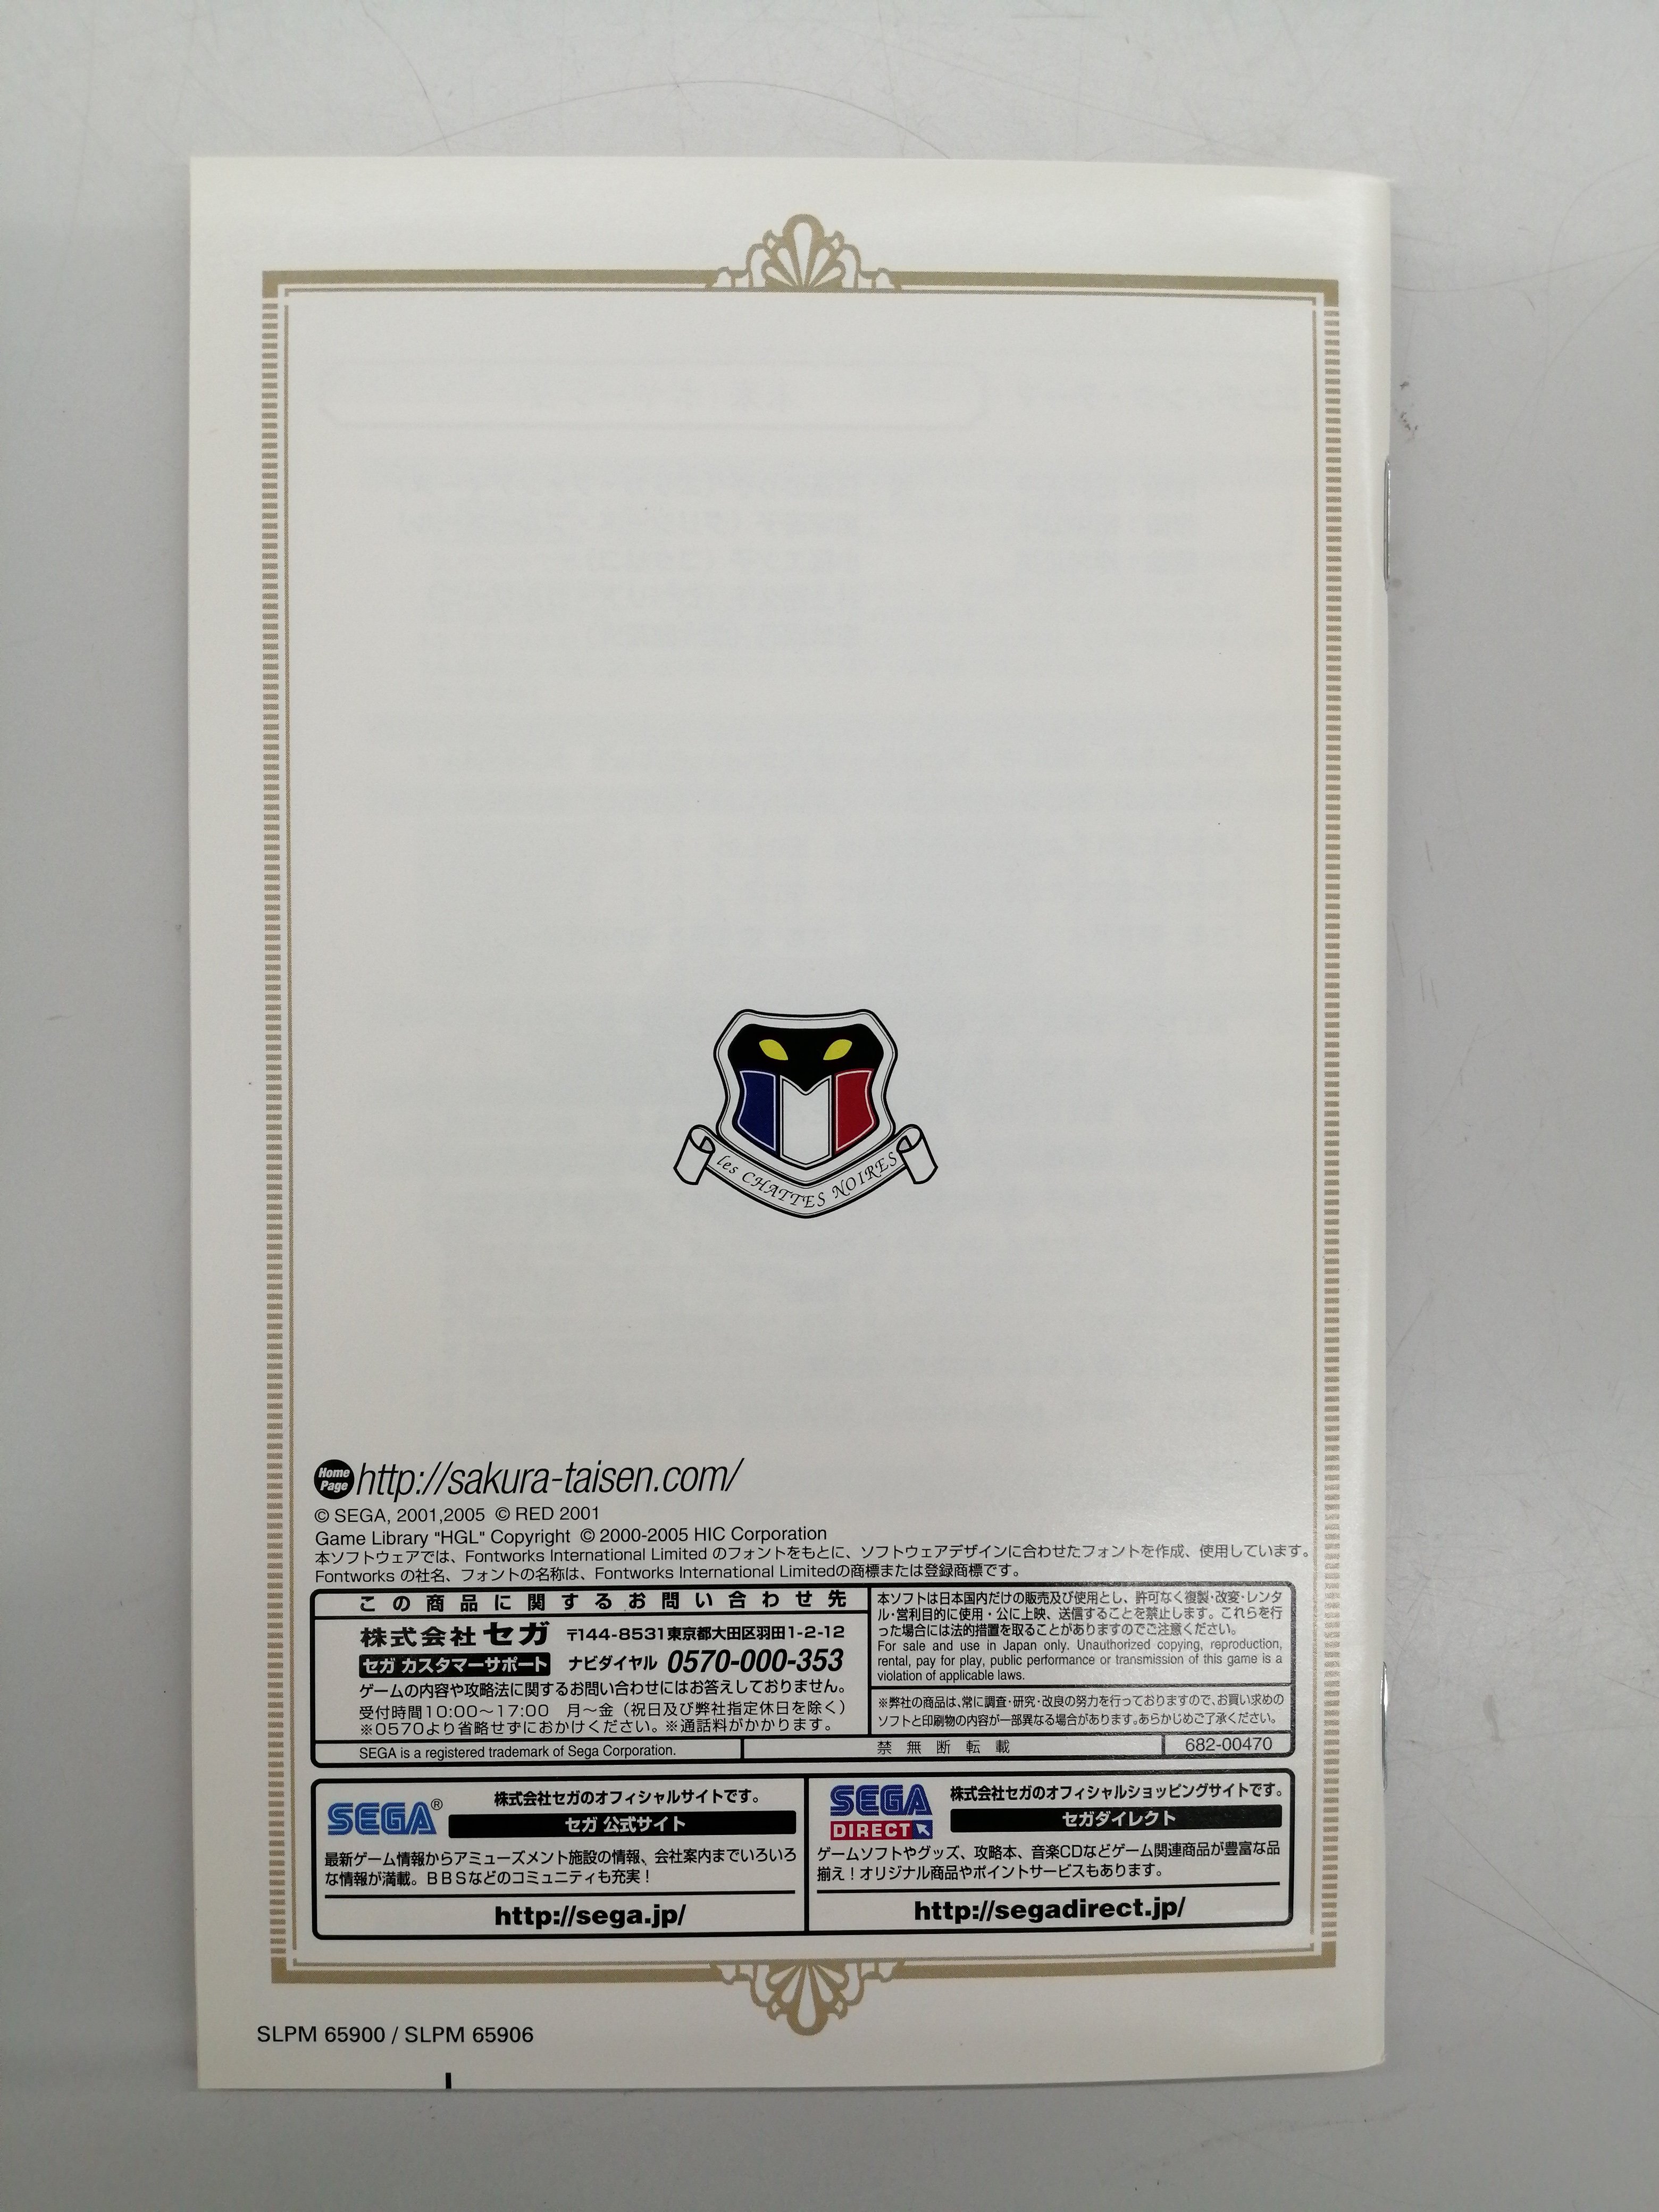 les CHATTES NOIRES
Home Page http://sakura-taisen.com/
© SEGA, 2001,2005 © RED 2001
Game Library "HGL" Copyright © 2000-2005 HIC Corporation
本ソフトウェアでは、Fontworks International Limited のフォントをもとに、ソフトウェアデザインに合わせたフォントを作成、使用しています。
Fontworks の社名、フォントの名称は、Fontworks International Limitedの商標または登録商標です。
この商品に関するお問い合わせ先
株式会社セガ 〒144-8531東京都大田区羽田1-2-12
セガ カスタマーサポート ナビダイヤル 0570-000-353
ゲームの内容や攻略法に関するお問い合わせにはお答えしておりません。
受付時間10:00～17:00 月～金（祝日及び弊社指定休日を除く）
※0570より省略せずにおかけください。※通話料がかかります。
本ソフトは日本国内だけの販売及び使用とし、許可なく複製・改変・レンタ
ル・営利目的に使用・公に上映、送信することを禁止します。これらを行
った場合には法的措置を取ることがありますのでご注意ください。
For sale and use in Japan only. Unauthorized copying, reproduction,
rental, pay for play, public performance or transmission of this game is a
violation of applicable laws.
※弊社の商品は、常に調査・研究・改良の努力を行っておりますので、お買い求めの
ソフトと印刷物の内容が一部異なる場合があります。あらかじめご了承ください。
SEGA is a registered trademark of Sega Corporation.
禁無断転載
682-00470
SEGA®
株式会社セガのオフィシャルサイトです。
セガ 公式サイト
最新ゲーム情報からアミューズメント施設の情報、会社案内までいろいろ
な情報が満載。BBSなどのコミュニティも充実！
http://sega.jp/
SEGA
DIRECT
株式会社セガのオフィシャルショッピングサイトです。
セガダイレクト
ゲームソフトやグッズ、攻略本、音楽CDなどゲーム関連商品が豊富な品
揃え！オリジナル商品やポイントサービスもあります。
http://segadirect.jp/
SLPM 65900 / SLPM 65906